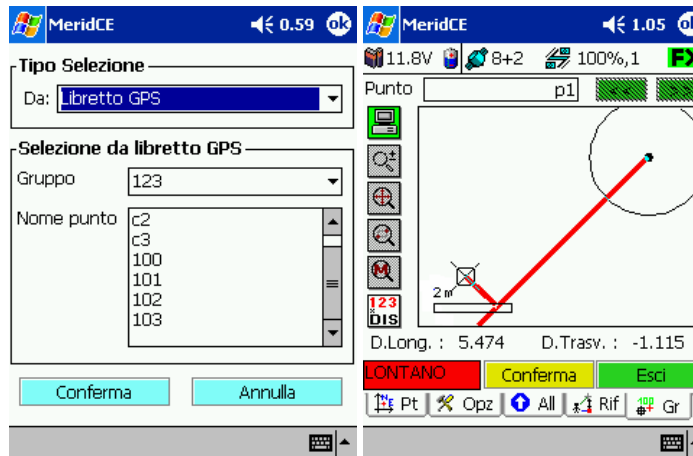 MeridCE 0.59 ok
Tipo Selezione
Da: Libretto GPS
Selezione da libretto GPS
Gruppo 123
Nome punto c2
c3
100
101
102
103
Conferma Annulla
MeridCE 1.05 ok
11.8V 8+2 100%,1 FX
Punto p1 << >>
2 m
123
DIS
D.Long. : 5.474 D.Trasv. : -1.115
LONTANO Conferma Esci
Pt Opz All Rif Gr